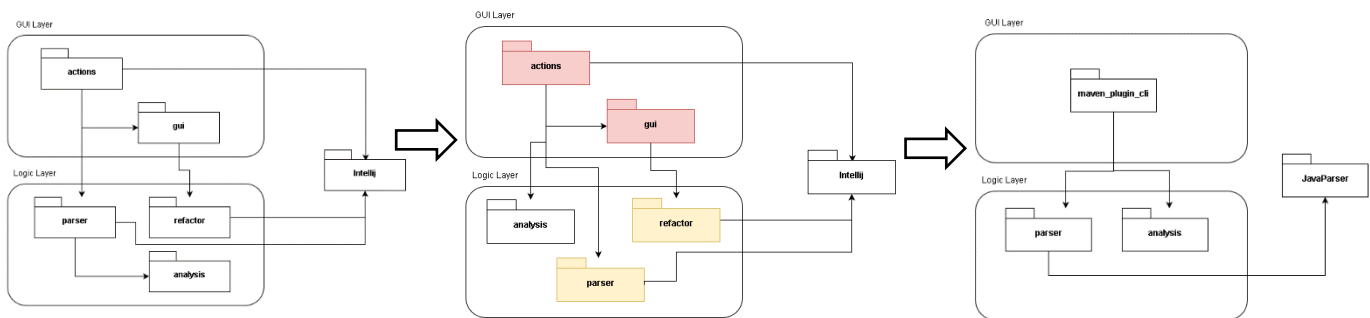 GUI Layer
actions
gui
Intellij
Logic Layer
parser
refactor
analysis
GUI Layer
actions
gui
Intellij
Logic Layer
analysis
refactor
parser
GUI Layer
maven_plugin_cli
JavaParser
Logic Layer
parser
analysis